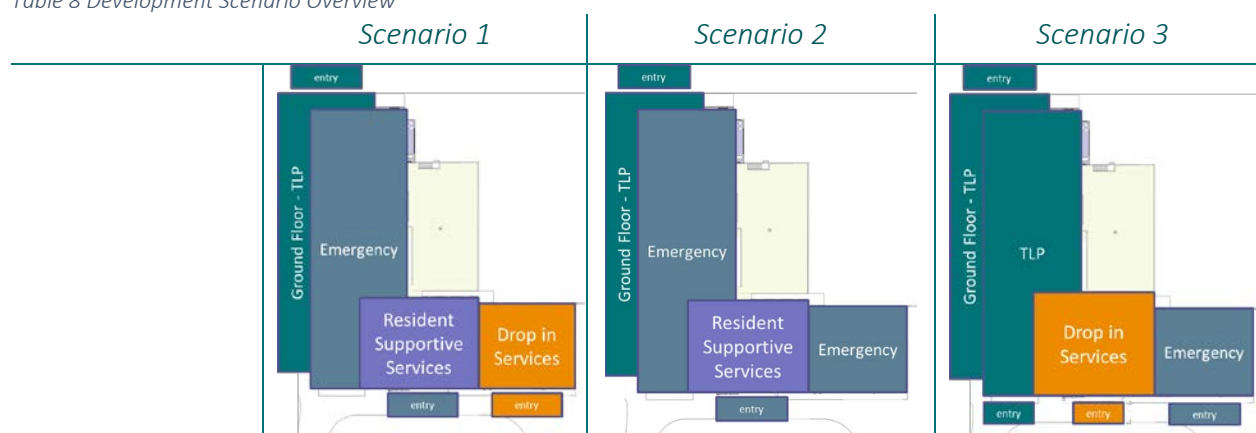 Table 8 Development Scenario Overview
Scenario 1
Scenario 2
Scenario 3
entry
Ground Floor - TLP
Emergency
Resident
Supportive
Services
Drop in
Services
entry
entry
entry
Ground Floor - TLP
Emergency
Resident
Supportive
Services
Emergency
entry
entry
Ground Floor - TLP
TLP
Drop in
Services
Emergency
entry
entry
entry